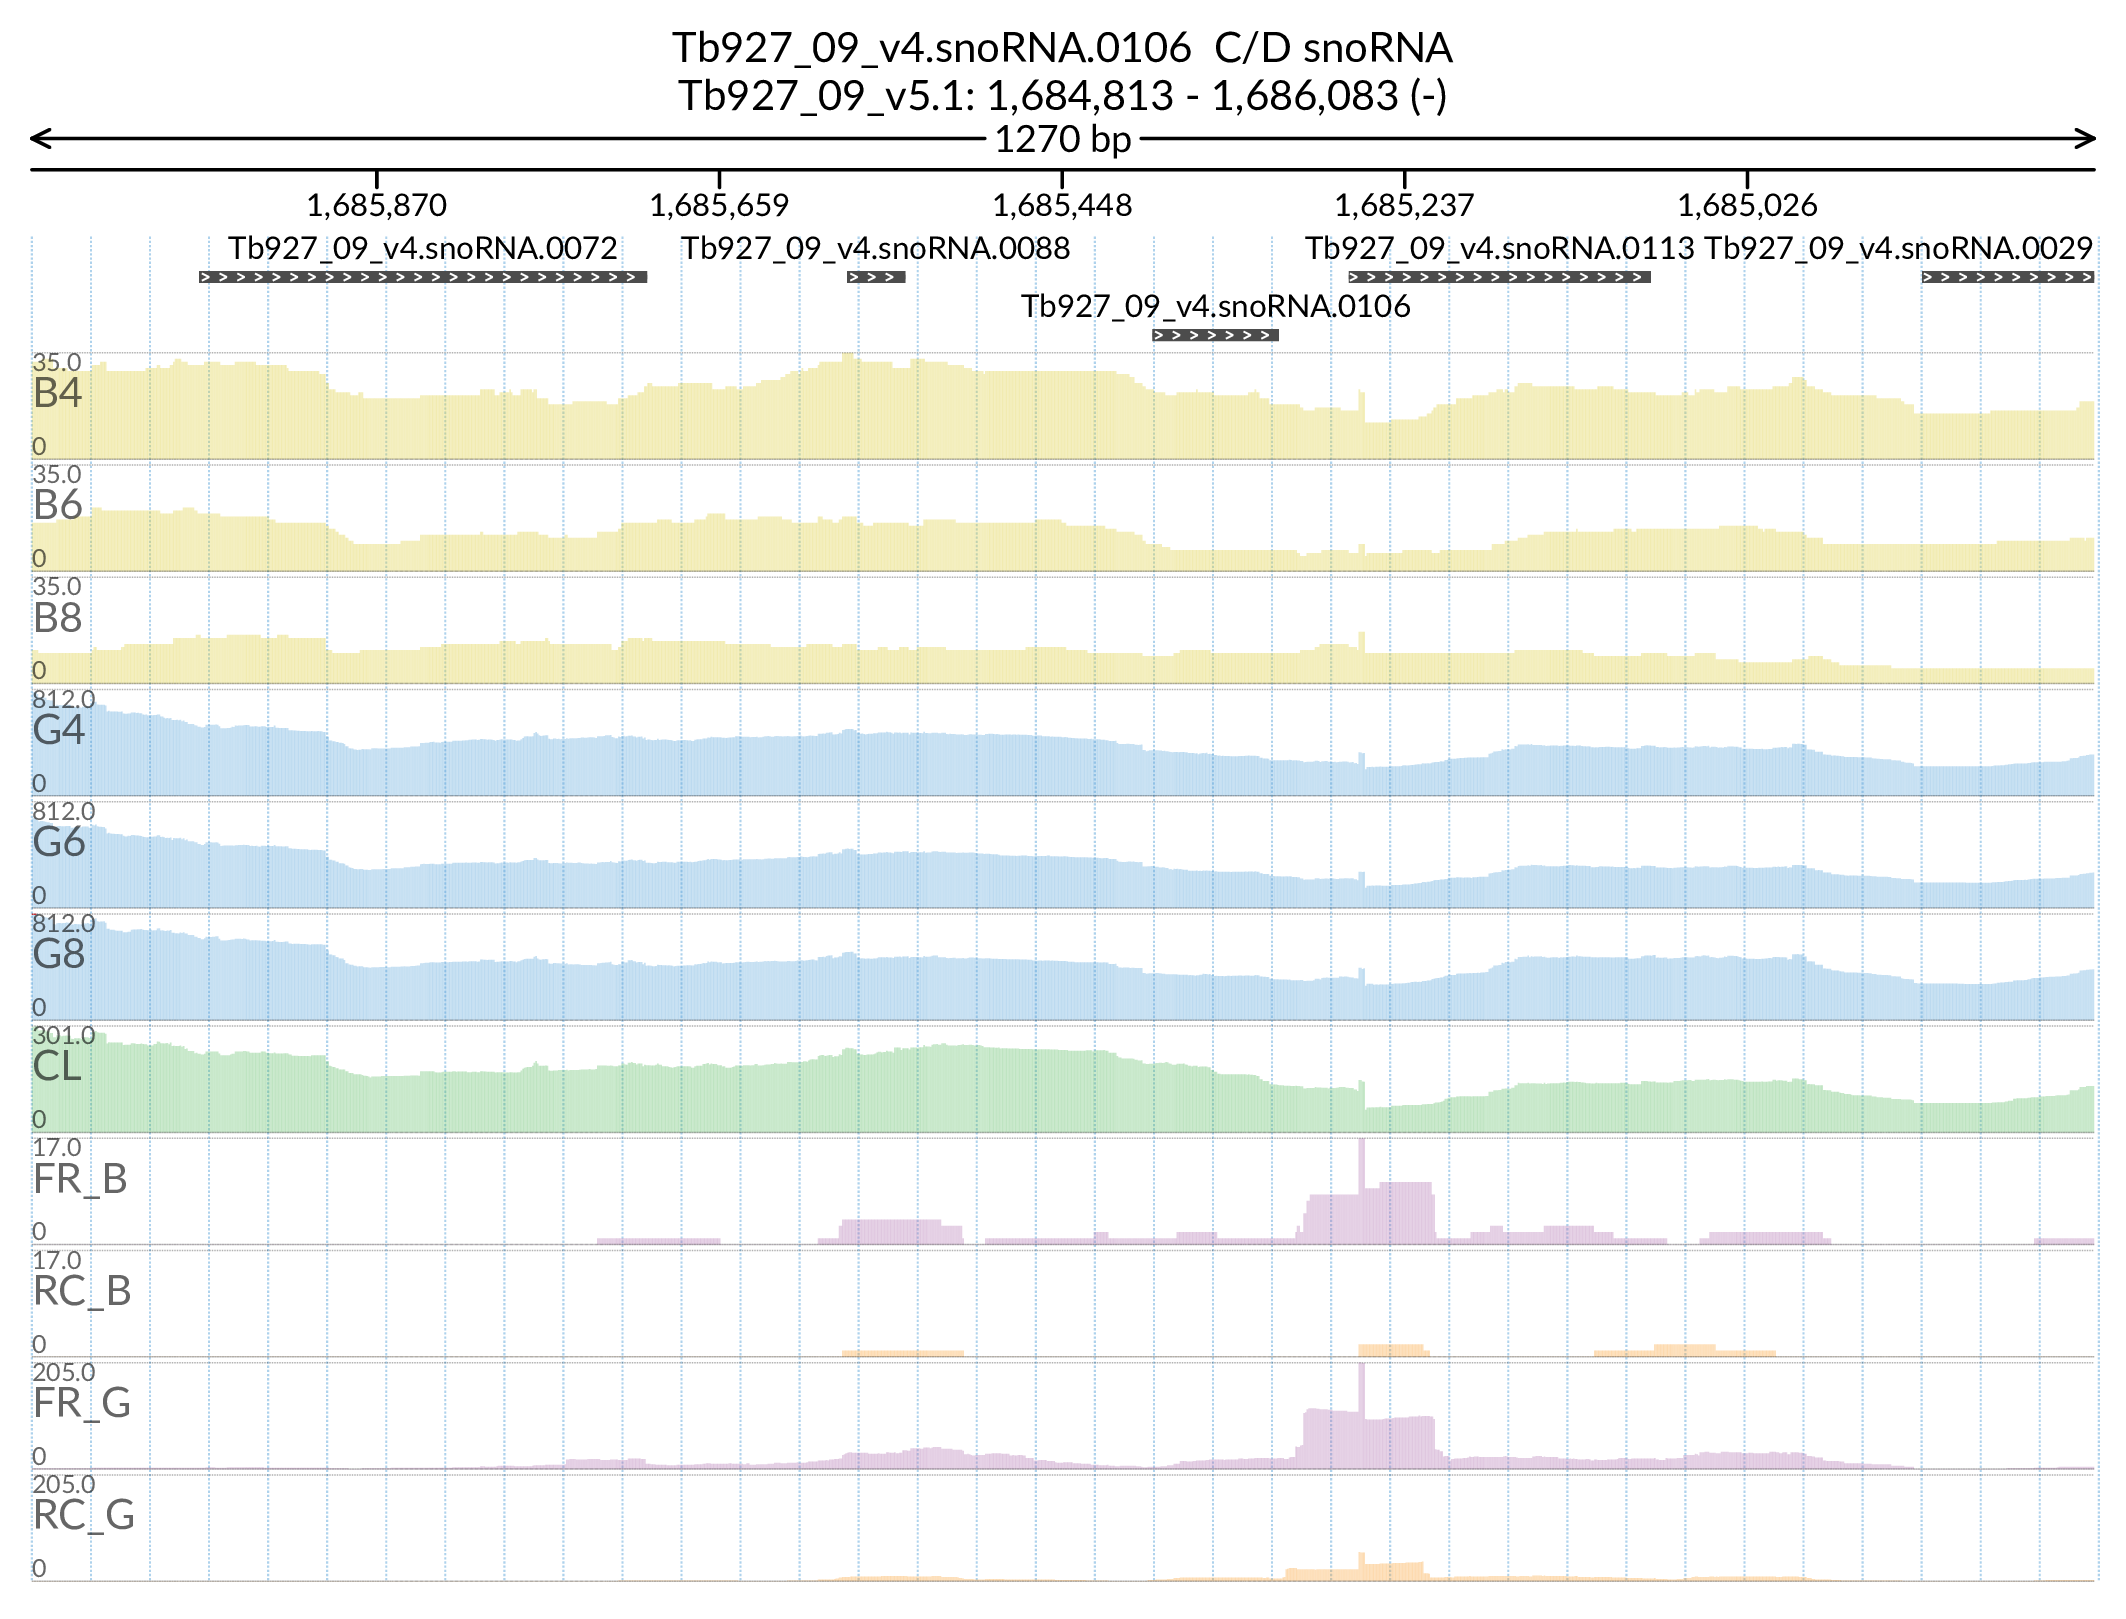 Tb927_09_v4.snoRNA.0106  C/D snoRNA
Tb927_09_v5.1: 1,684,813 - 1,686,083 (-)
1270 bp
1,685,870 1,685,659 1,685,448 1,685,237 1,685,026
Tb927_09_v4.snoRNA.0072 Tb927_09_v4.snoRNA.0088 Tb927_09_v4.snoRNA.0113 Tb927_09_v4.snoRNA.0029
Tb927_09_v4.snoRNA.0106
35.0
B4
0
35.0
B6
0
35.0
B8
0
812.0
G4
0
812.0
G6
0
812.0
G8
0
301.0
CL
0
17.0
FR_B
0
17.0
RC_B
0
205.0
FR_G
0
205.0
RC_G
0